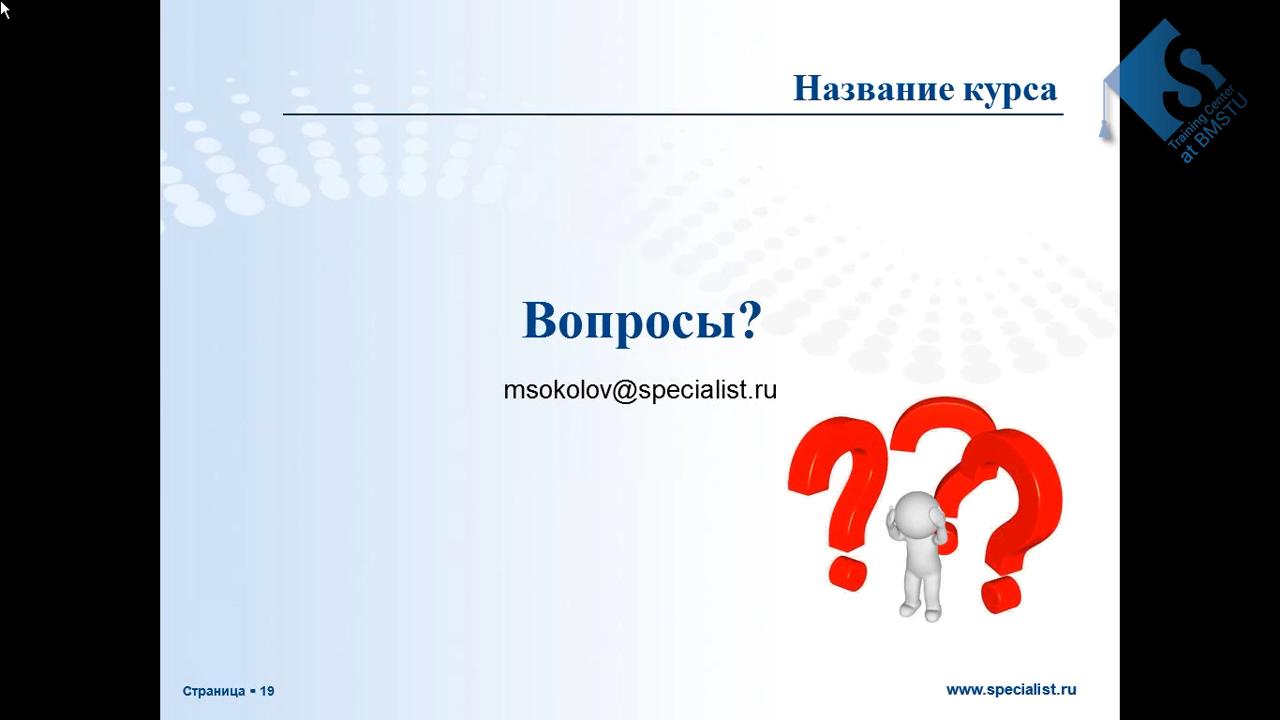 Название курса
Training Center
at BMSTU
Вопросы?
msokolov@specialist.ru
Страница ▪ 19
www.specialist.ru